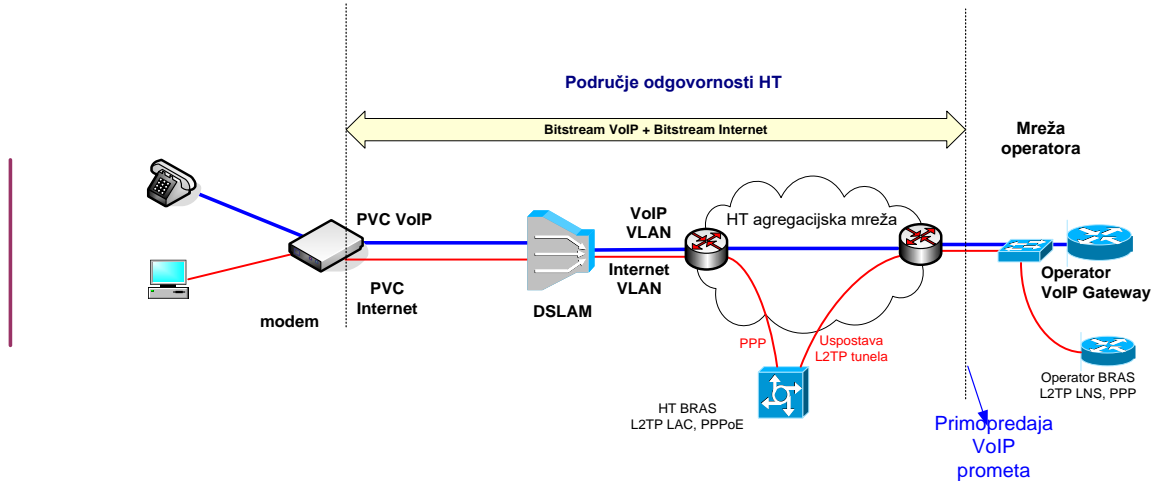 Područje odgovornosti HT
Bitstream VoIP + Bitstream Internet
Mreža
operatora
PVC VoIP
VoIP
VLAN
HT agregacijska mreža
PVC
Internet
Internet
VLAN
modem
DSLAM
Operator
VoIP Gateway
PPP
Uspostava
L2TP tunela
HT BRAS
L2TP LAC, PPPoE
Operator BRAS
L2TP LNS, PPP
Primopredaja
VoIP
prometa